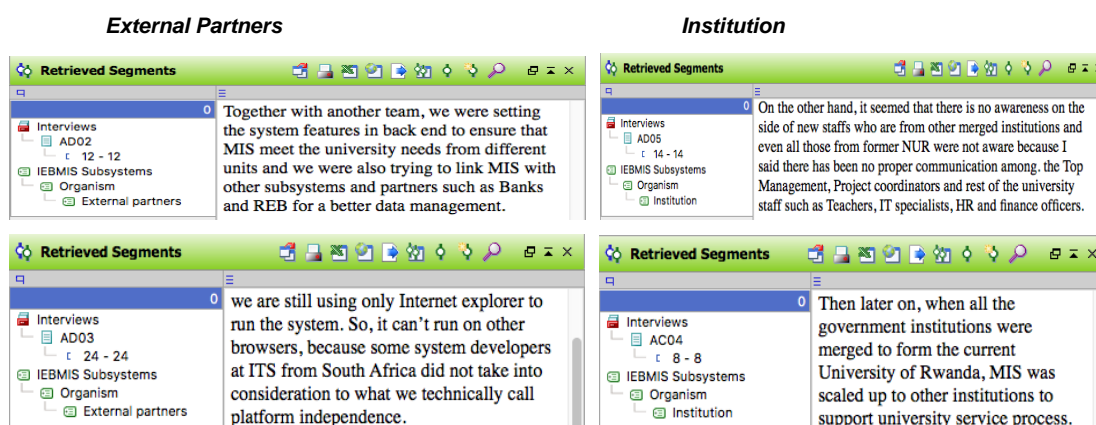 External Partners
Institution
Retrieved Segments
0
Interviews
AD02
12 - 12
IEBMIS Subsystems
Organism
External partners
Together with another team, we were setting
the system features in back end to ensure that
MIS meet the university needs from different
units and we were also trying to link MIS with
other subsystems and partners such as Banks
and REB for a better data management.
Retrieved Segments
0
Interviews
AD05
14 - 14
IEBMIS Subsystems
Organism
Institution
On the other hand, it seemed that there is no awareness on the
side of new staffs who are from other merged institutions and
even all those from former NUR were not aware because I
said there has been no proper communication among. the Top
Management, Project coordinators and rest of the university
staff such as Teachers, IT specialists, HR and finance officers.
Retrieved Segments
0
Interviews
AD03
24 - 24
IEBMIS Subsystems
Organism
External partners
we are still using only Internet explorer to
run the system. So, it can't run on other
browsers, because some system developers
at ITS from South Africa did not take into
consideration to what we technically call
platform independence.
Retrieved Segments
0
Interviews
AC04
8 - 8
IEBMIS Subsystems
Organism
Institution
Then later on, when all the
government institutions were
merged to form the current
University of Rwanda, MIS was
scaled up to other institutions to
support university service process.